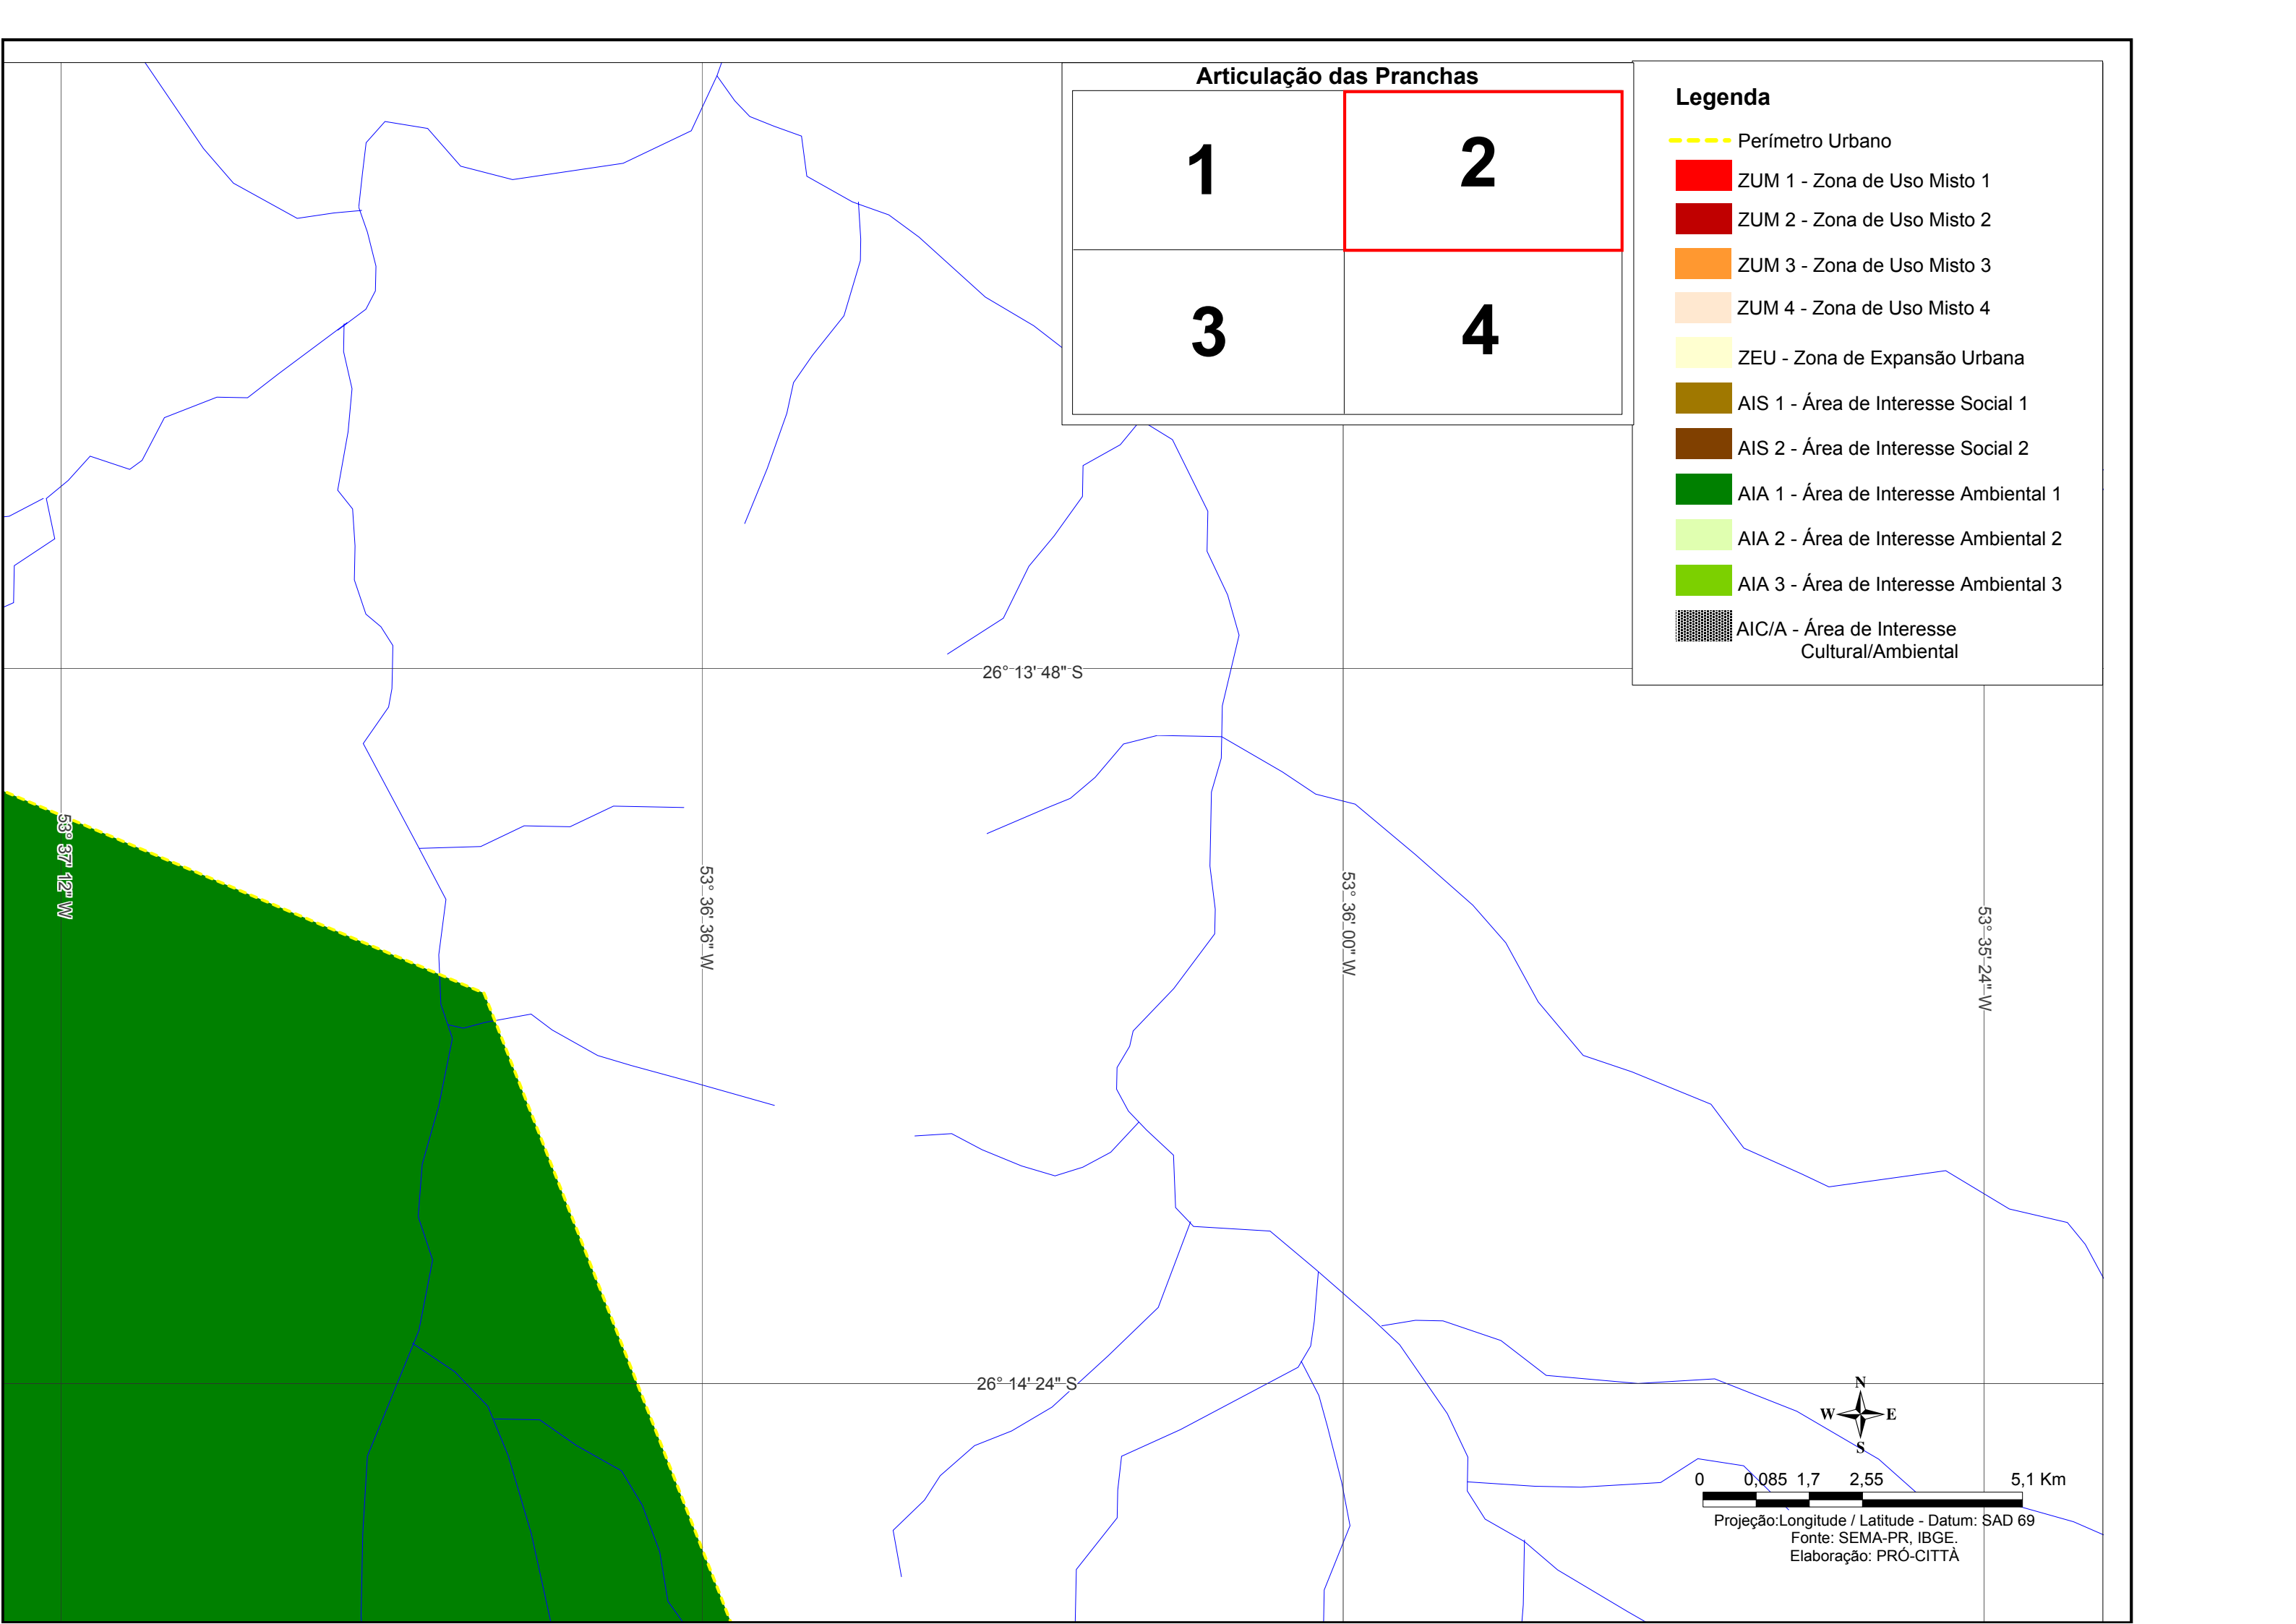 Articulação das Pranchas
1
2
3
4
Legenda
Perímetro Urbano
ZUM 1 - Zona de Uso Misto 1
ZUM 2 - Zona de Uso Misto 2
ZUM 3 - Zona de Uso Misto 3
ZUM 4 - Zona de Uso Misto 4
ZEU - Zona de Expansão Urbana
AIS 1 - Área de Interesse Social 1
AIS 2 - Área de Interesse Social 2
AIA 1 - Área de Interesse Ambiental 1
AIA 2 - Área de Interesse Ambiental 2
AIA 3 - Área de Interesse Ambiental 3
AIC/A - Área de Interesse
Cultural/Ambiental
26° 13' 48" S
53° 37' 12" W
53° 36' 36" W
53° 36' 00" W
53° 35' 24" W
26° 14' 24" S
N
W E
S
0 0,085 1,7 2,55 5,1 Km
Projeção:Longitude / Latitude - Datum: SAD 69
Fonte: SEMA-PR, IBGE.
Elaboração: PRÓ-CITTÀ